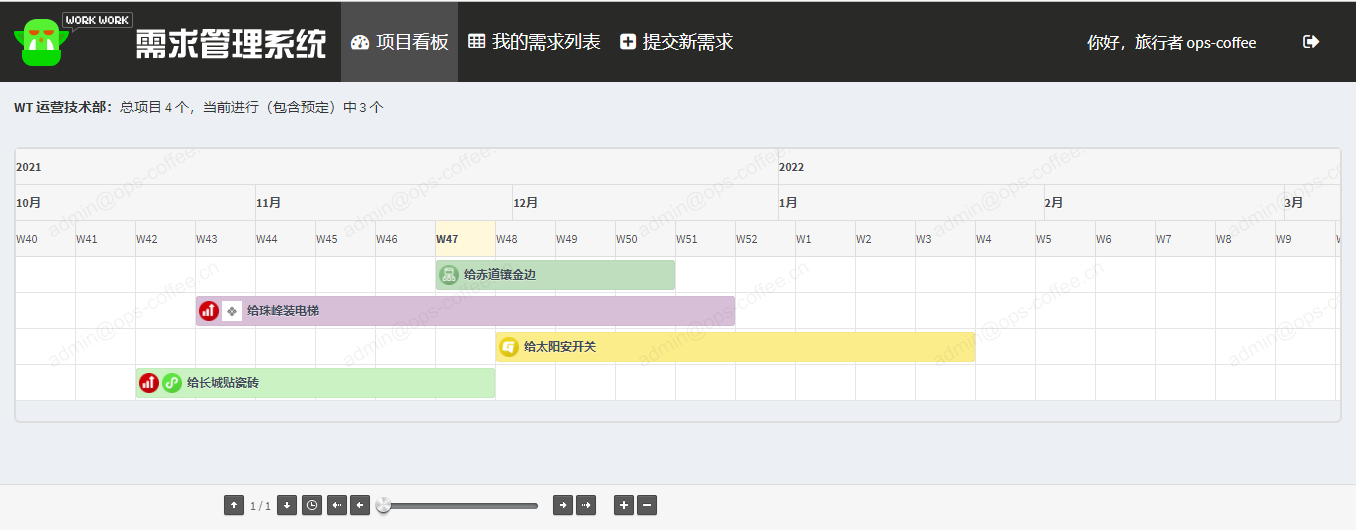 WORK WORK
需求管理系统
项目看板
我的需求列表
提交新需求
你好，旅行者 ops-coffee
WT 运营技术部：总项目 4 个，当前进行（包含预定）中 3 个
2021 2022
10月 11月 12月 1月 2月 3月
W40 W41 W42 W43 W44 W45 W46 W47 W48 W49 W50 W51 W52 W1 W2 W3 W4 W5 W6 W7 W8 W9
给赤道镶金边
给珠峰装电梯
给太阳安开关
给长城贴瓷砖
1 / 1
admin@ops-coffee.cn